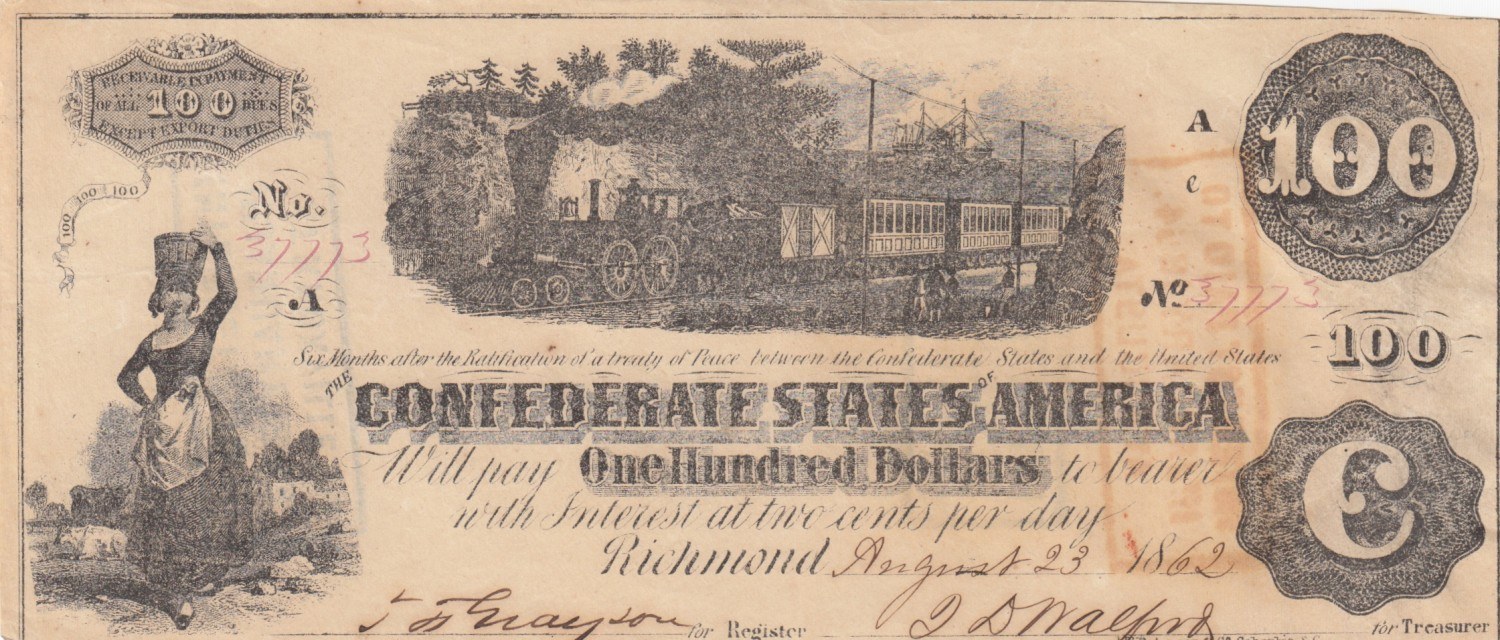 RECEIVABLE IN PAYMENT
OF ALL 100 DUES
EXCEPT EXPORT DUTIES
100 100 100
No.
37773
A
A
e
100
No 37773
100
Six Months after the Ratification of a treaty of Peace between the Confederate States and the United States
THE CONFEDERATE STATES OF AMERICA
Will pay One Hundred Dollars to bearer
with Interest at two cents per day
Richmond August 23 1862
C
for Register
for Treasurer